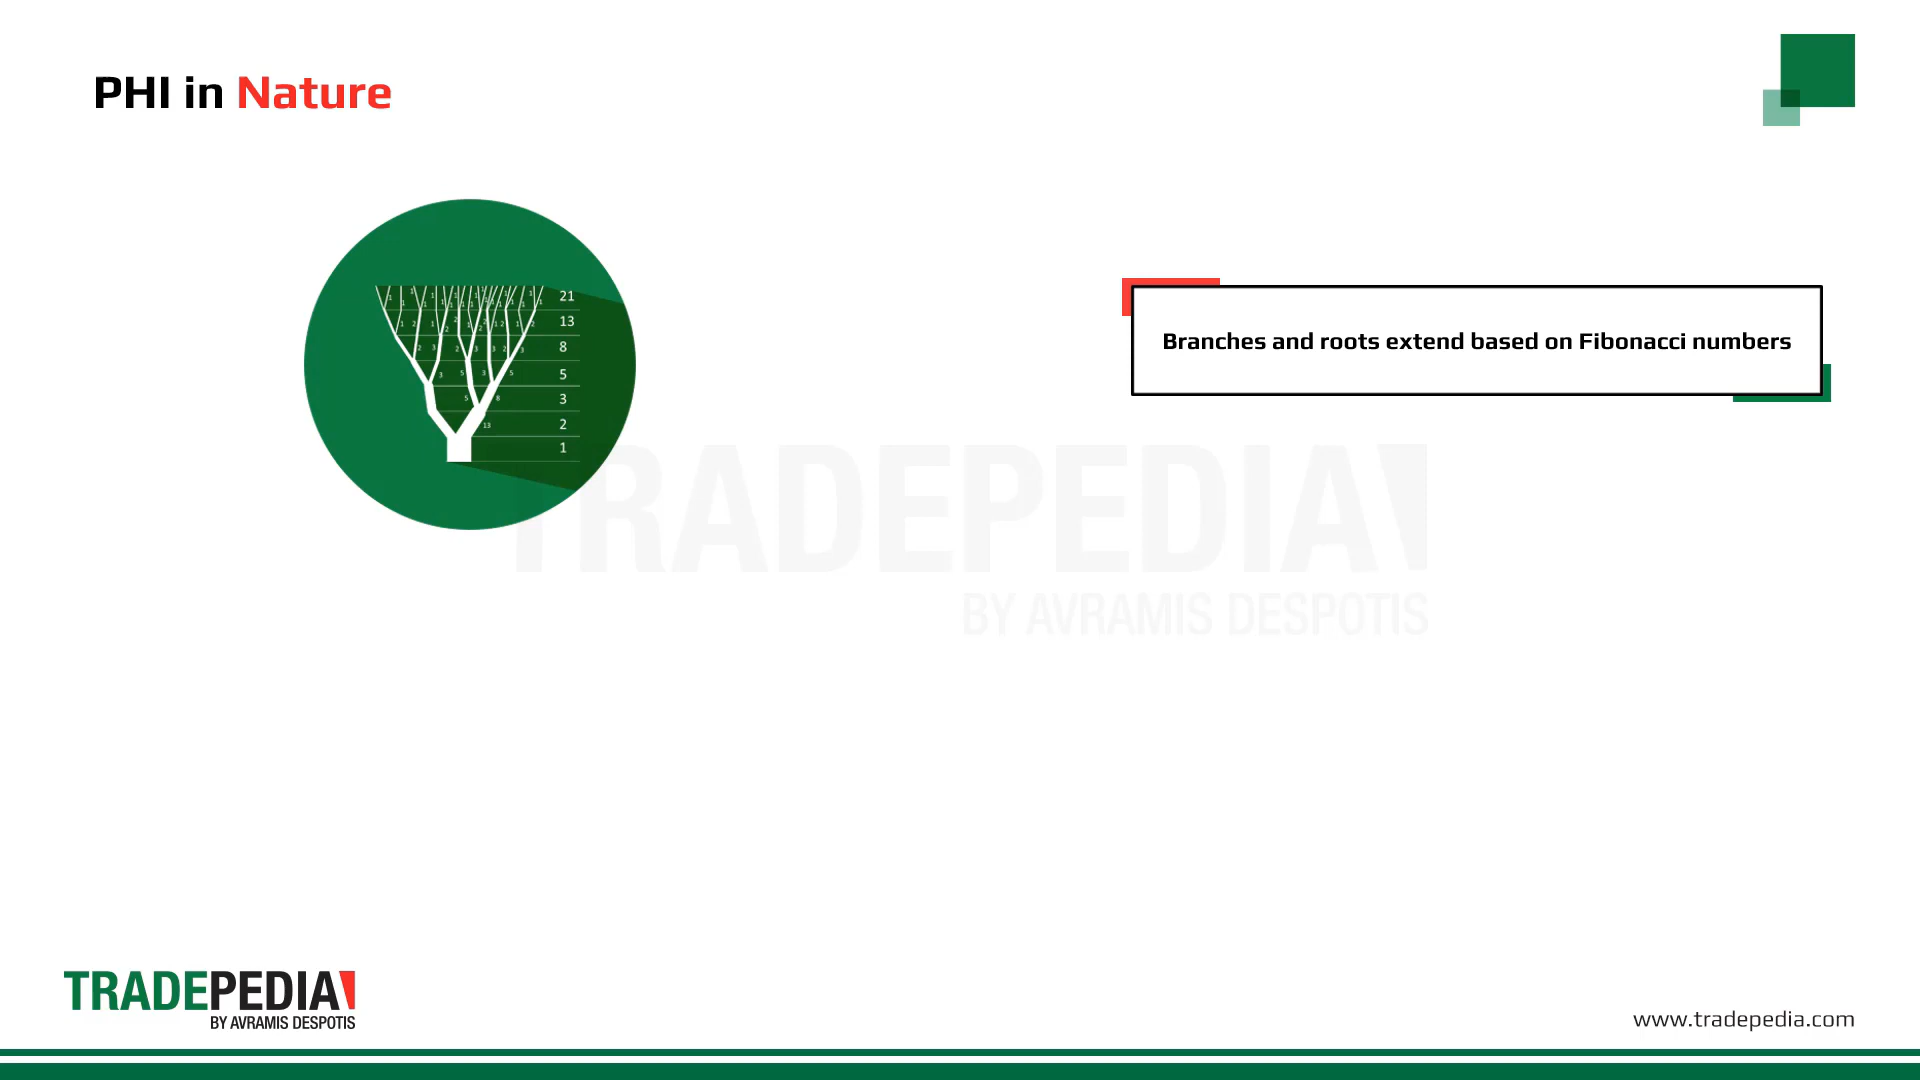 PHI in Nature
21
13
8
5
3
2
1
Branches and roots extend based on Fibonacci numbers
TRADEPEDIA
BY AVRAMIS DESPOTIS
TRADEPEDIA
BY AVRAMIS DESPOTIS
www.tradepedia.com